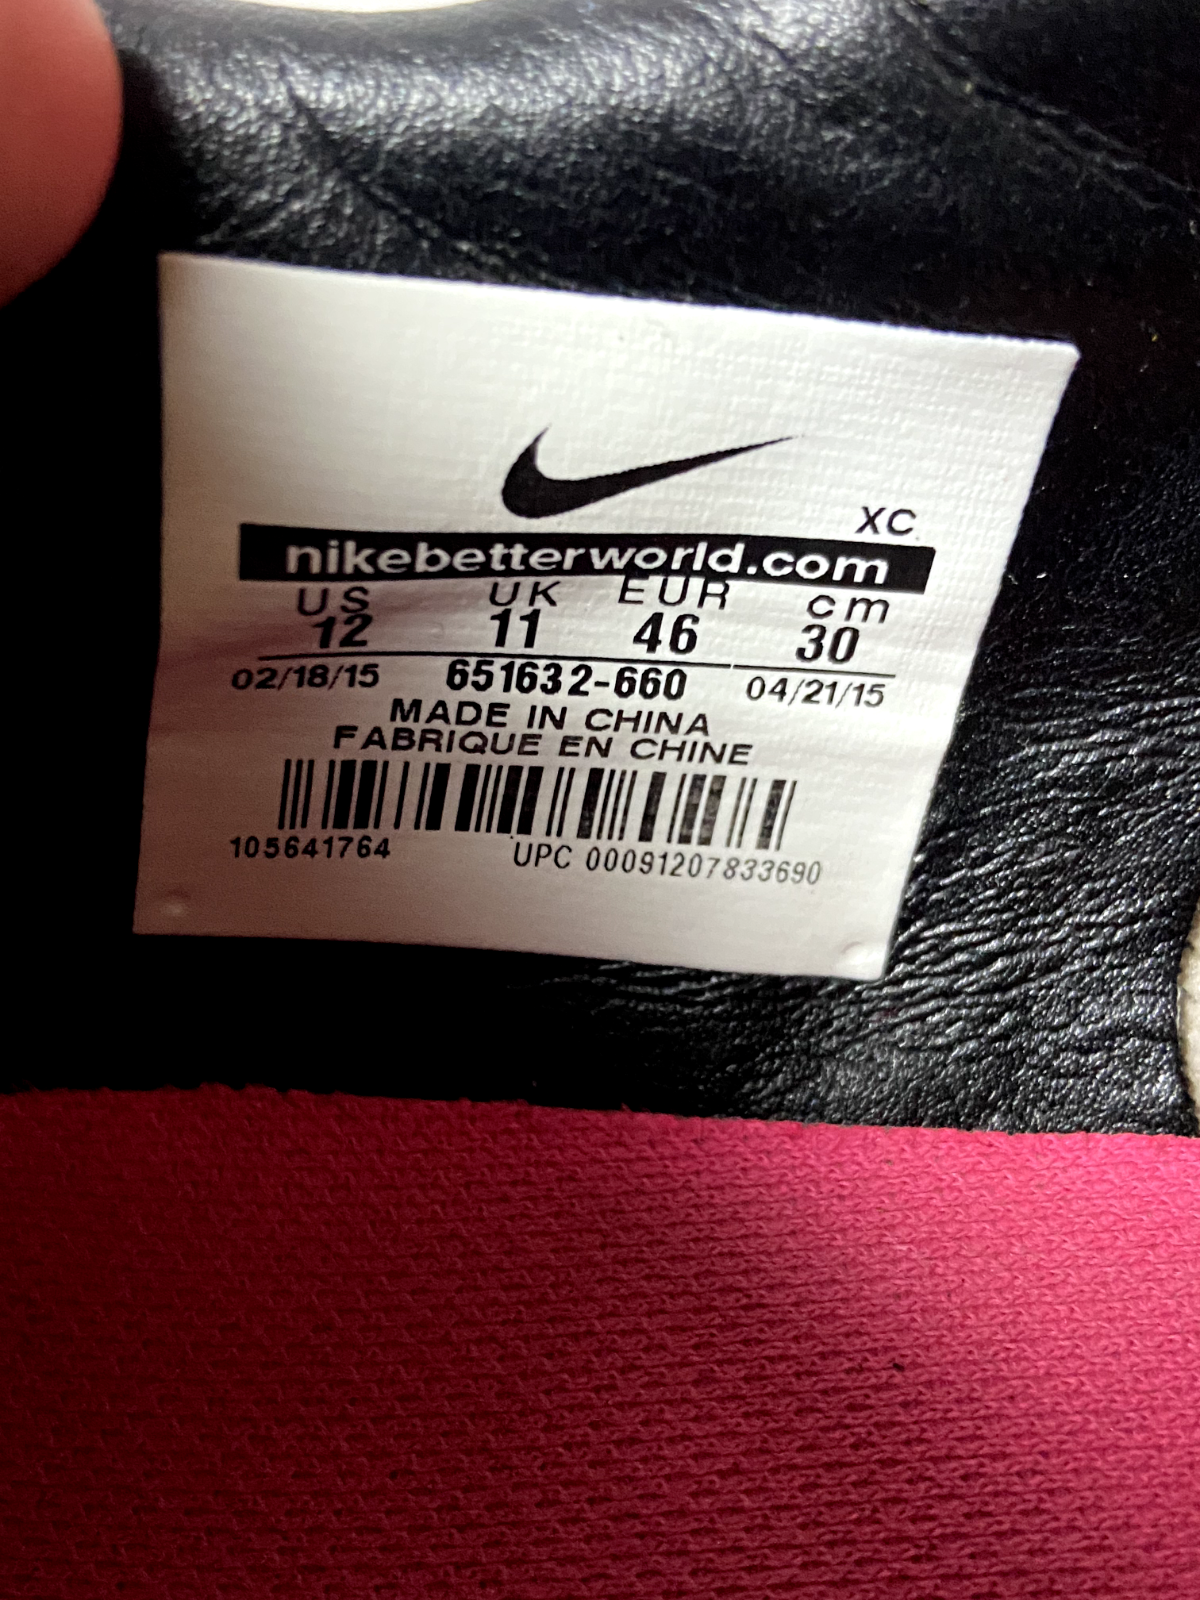 XC
nikebetterworld.com
US UK EUR cm
12 11 46 30
02/18/15 651632-660 04/21/15
MADE IN CHINA
FABRIQUE EN CHINE
105641764 UPC 00091207833690